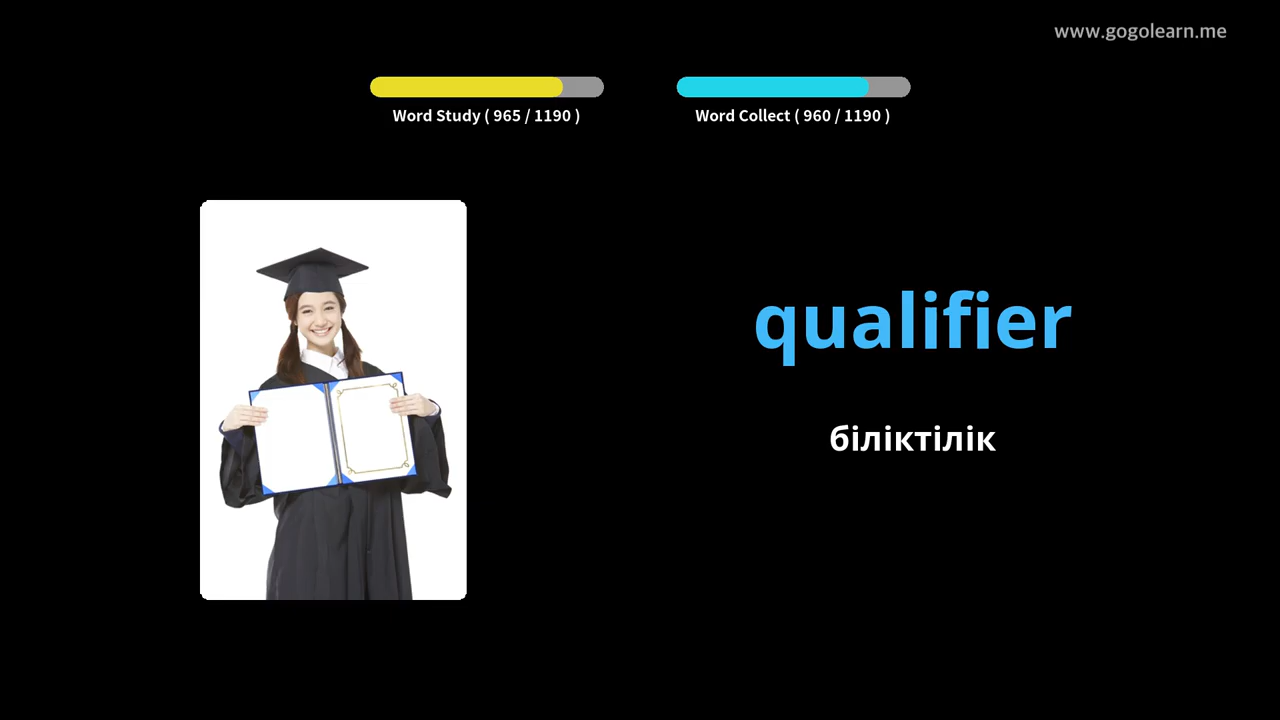 www.gogolearn.me
Word Study ( 965 / 1190 )
Word Collect ( 960 / 1190 )
qualifier
біліктілік